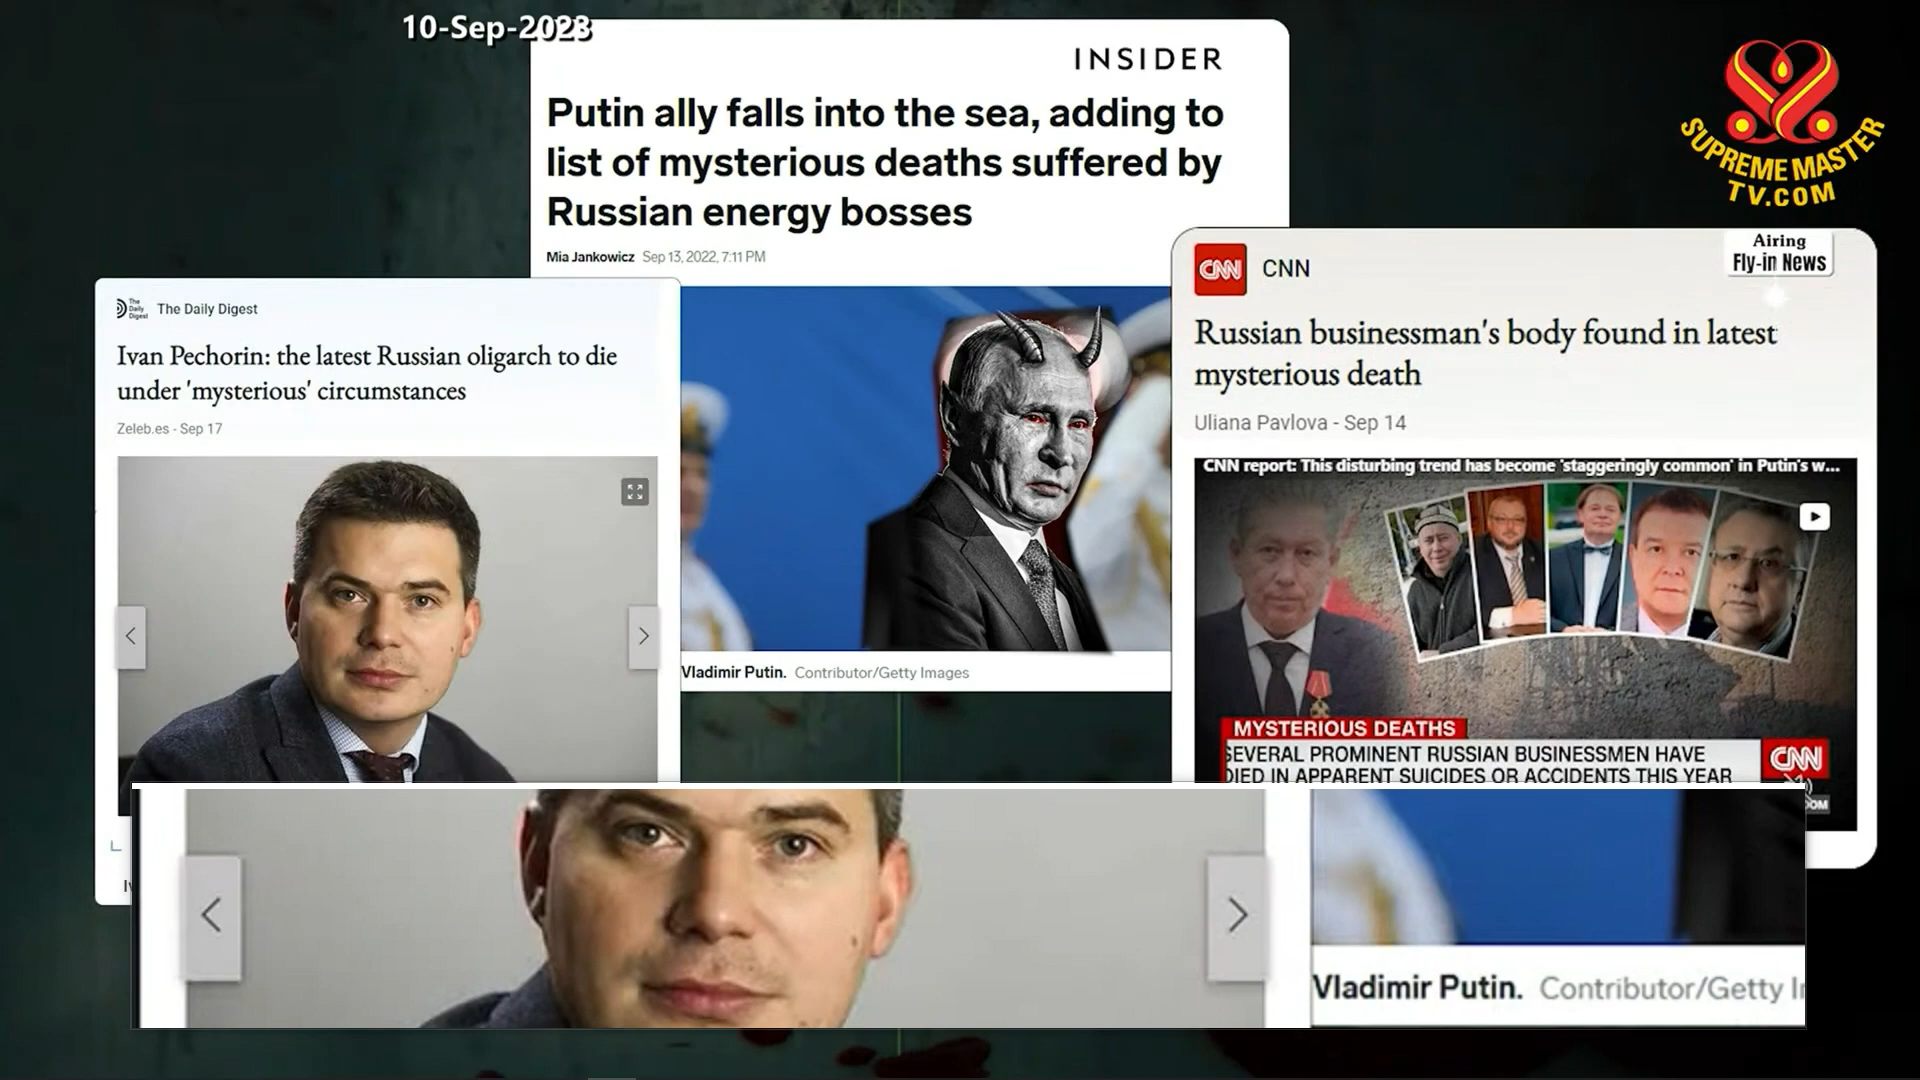 10-Sep-2023
INSIDER
Putin ally falls into the sea, adding to
list of mysterious deaths suffered by
Russian energy bosses
Mia Jankowicz Sep 13, 2022, 7:11 PM
SUPREME MASTER
TV.COM
The Daily Digest
The Daily Digest
Ivan Pechorin: the latest Russian oligarch to die
under 'mysterious' circumstances
Zeleb.es - Sep 17
Vladimir Putin. Contributor/Getty Images
Airing
Fly-in News
CNN
CNN
Russian businessman's body found in latest
mysterious death
Uliana Pavlova - Sep 14
CNN report: This disturbing trend has become 'staggeringly common' in Putin's w...
MYSTERIOUS DEATHS
SEVERAL PROMINENT RUSSIAN BUSINESSMEN HAVE
DIED IN APPARENT SUICIDES OR ACCIDENTS THIS YEAR
CNN
Vladimir Putin. Contributor/Getty